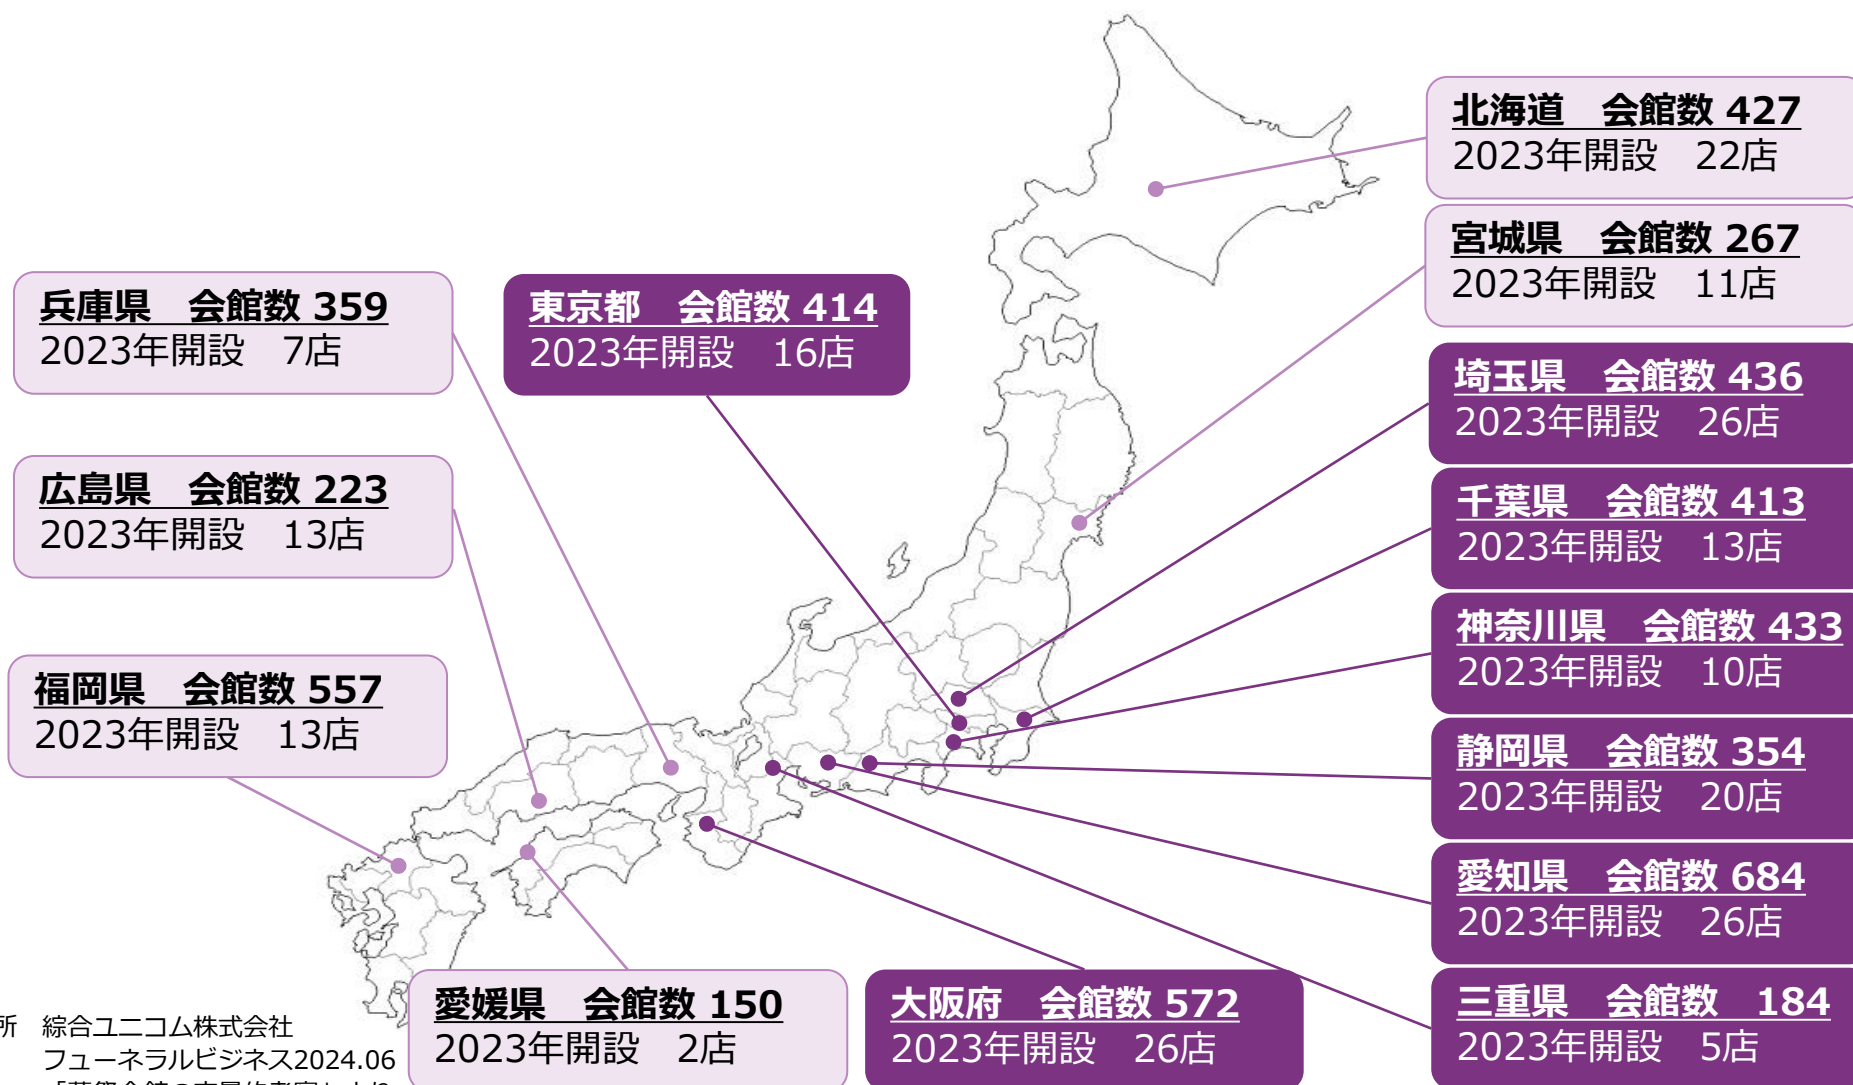 北海道　会館数 427
2023年開設　22店
宮城県　会館数 267
2023年開設　11店
兵庫県　会館数 359
2023年開設　7店
東京都　会館数 414
2023年開設　16店
埼玉県　会館数 436
2023年開設　26店
広島県　会館数 223
2023年開設　13店
千葉県　会館数 413
2023年開設　13店
神奈川県　会館数 433
2023年開設　10店
福岡県　会館数 557
2023年開設　13店
静岡県　会館数 354
2023年開設　20店
愛知県　会館数 684
2023年開設　26店
愛媛県　会館数 150
2023年開設　2店
大阪府　会館数 572
2023年開設　26店
三重県　会館数　184
2023年開設　5店
所　綜合ユニコム株式会社
フューネラルビジネス2024.06